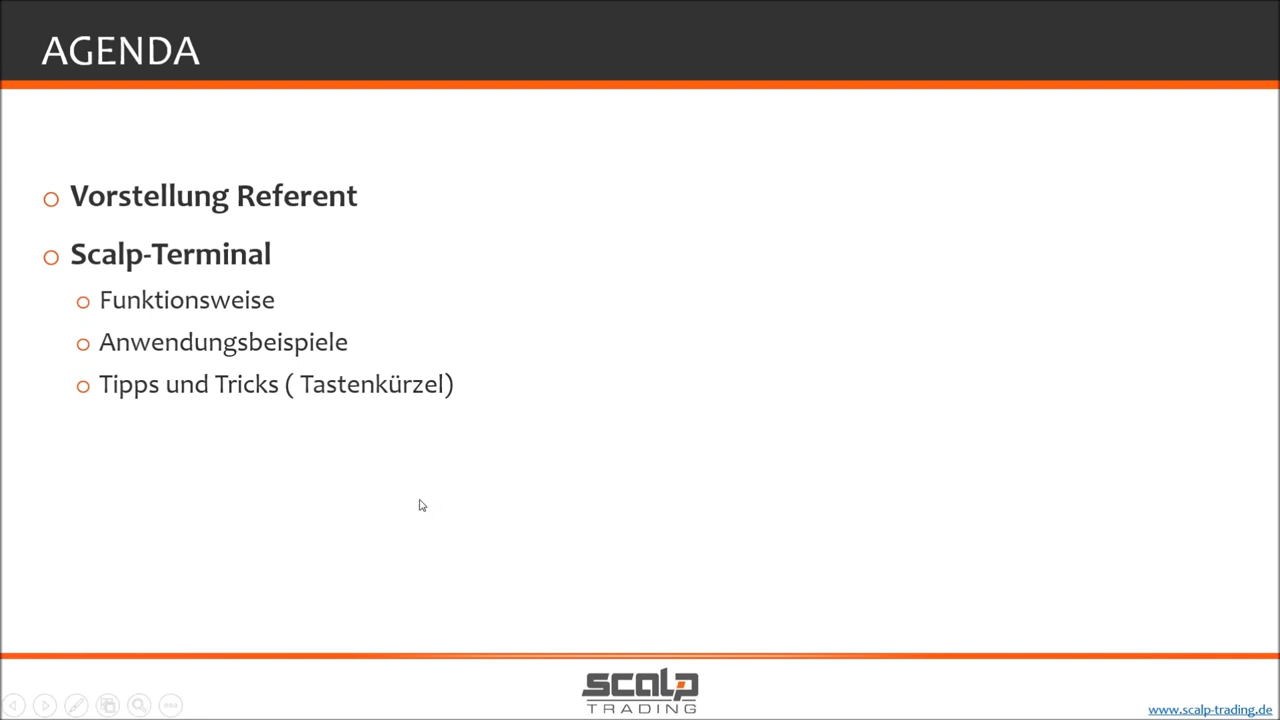 AGENDA
Vorstellung Referent
Scalp-Terminal
Funktionsweise
Anwendungsbeispiele
Tipps und Tricks ( Tastenkürzel)
scalp
TRADING
www.scalp-trading.de